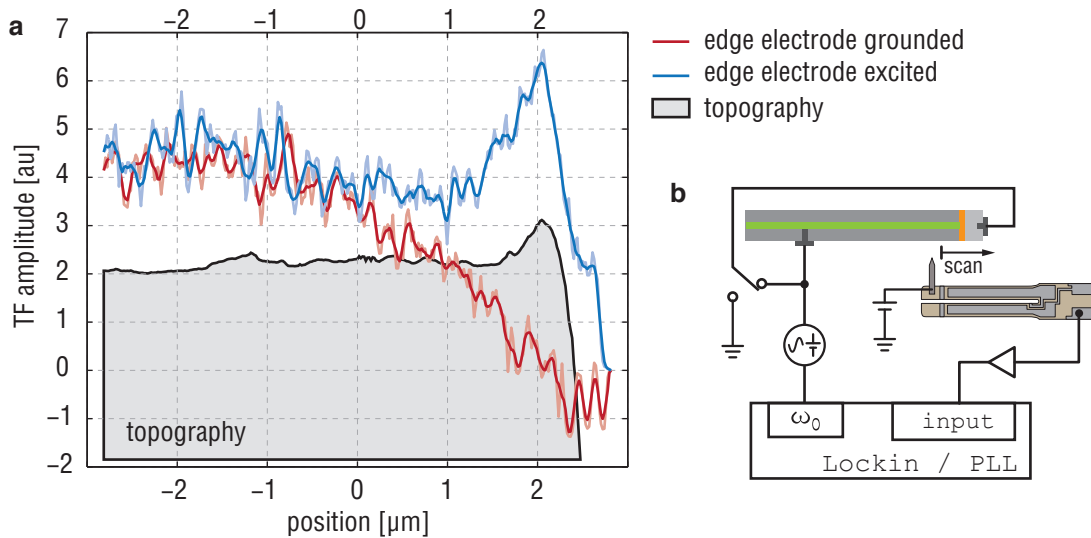 a
−2 −1 0 1 2
7
6
5
4
3
2
1
0
−1
−2
TF amplitude [au]
topography
−2 −1 0 1 2
position [µm]
edge electrode grounded
edge electrode excited
topography
b
scan
ω0
input
Lockin / PLL